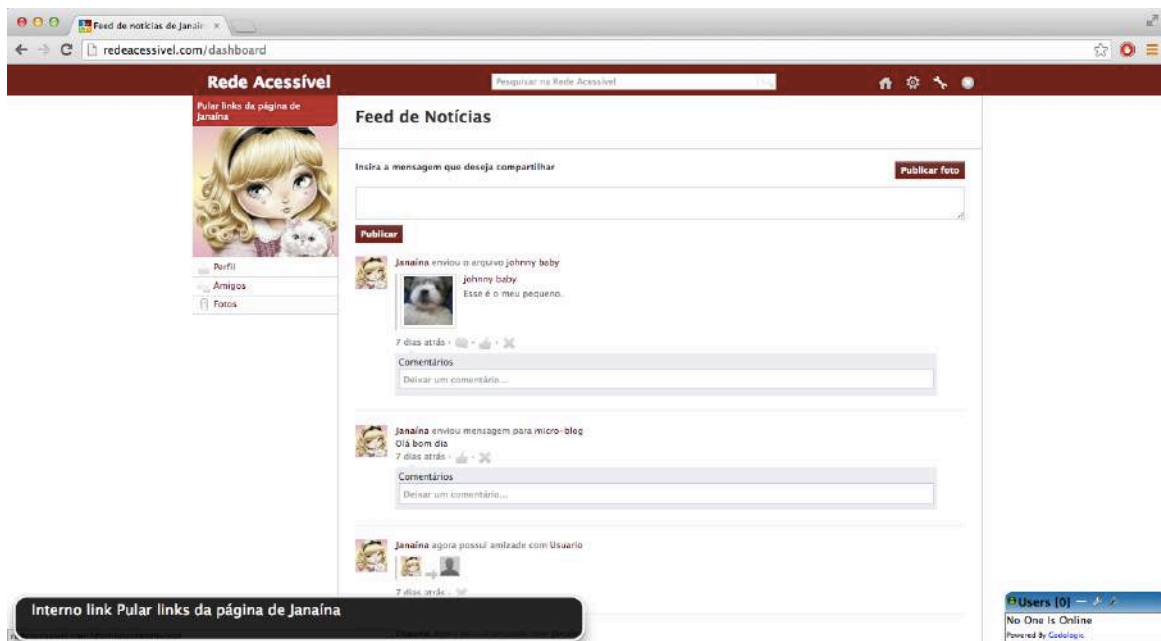 Feed de notícias de Janaín
redeacessivel.com/dashboard
Rede Acessível
Pesquisar na Rede Acessível
Pular links da página de
Janaína
Perfil
Amigos
Fotos
Feed de Notícias
Insira a mensagem que deseja compartilhar
Publicar foto
Publicar
Janaína enviou o arquivo johnny baby
johnny baby
Esse é o meu pequeno.
7 dias atrás
Comentários
Deixar um comentário...
Janaína enviou mensagem para micro-blog
Olá bom dia
7 dias atrás
Comentários
Deixar um comentário...
Janaína agora possui amizade com Usuario
7 dias atrás
Interno link Pular links da página de Janaína
Users [0]
No One Is Online
Powered By Codologic